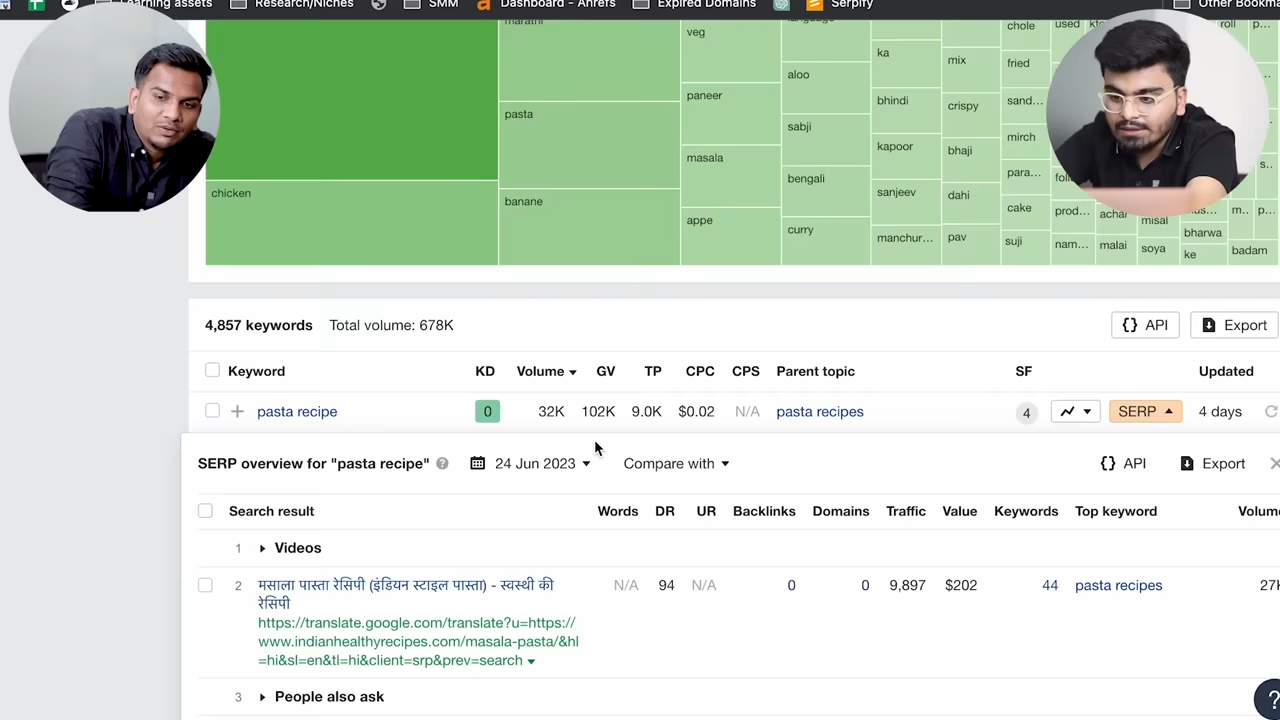 Learning assets Research/Niches SMM Dashboard - Ahrefs Expired Domains Serpify Other Bookma
marathi veg language chole used roll p...
ka mix fried
aloo
pasta paneer bhindi crispy sand...
sabji mirch
chicken masala kapoor bhaji
banane bengali sanjeev dahi para...
appe curry manchur... pav cake prod... achar misal m.. p...
suji nam... malai soya bharwa ke badam
4,857 keywords Total volume: 678K API Export
Keyword KD Volume GV TP CPC CPS Parent topic SF Updated
pasta recipe 0 32K 102K 9.0K $0.02 N/A pasta recipes 4 SERP 4 days
SERP overview for "pasta recipe" ? 24 Jun 2023 Compare with API Export
Search result Words DR UR Backlinks Domains Traffic Value Keywords Top keyword Volum
1 Videos
2 मसाला पास्ता रेसिपी (इंडियन स्टाइल पास्ता) - स्वस्थी की N/A 94 N/A 0 0 9,897 $202 44 pasta recipes 27K
रेसिपी
https://translate.google.com/translate?u=https://
www.indianhealthyrecipes.com/masala-pasta/&hl
=hi&sl=en&tl=hi&client=srp&prev=search
3 People also ask
?